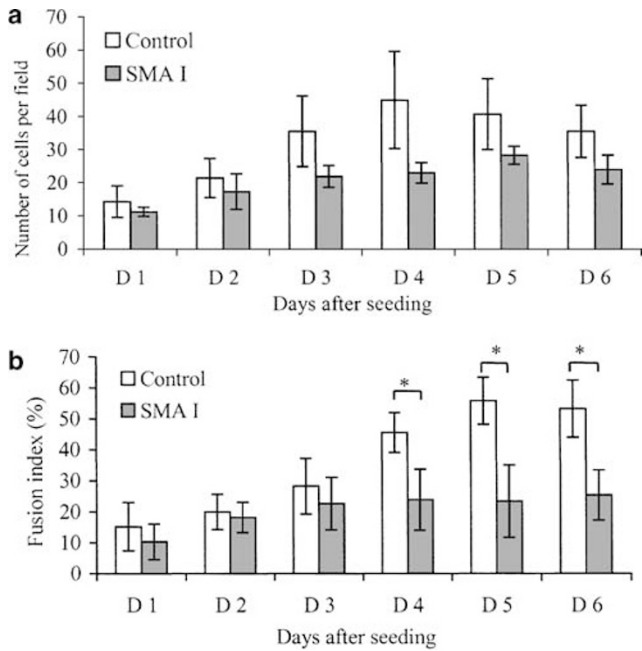 a
Number of cells per field
70
60
50
40
30
20
10
0
Control
SMA I
D 1 D 2 D 3 D 4 D 5 D 6
Days after seeding
b
Fusion index (%)
70
60
50
40
30
20
10
0
Control
SMA I
* * *
D 1 D 2 D 3 D 4 D 5 D 6
Days after seeding